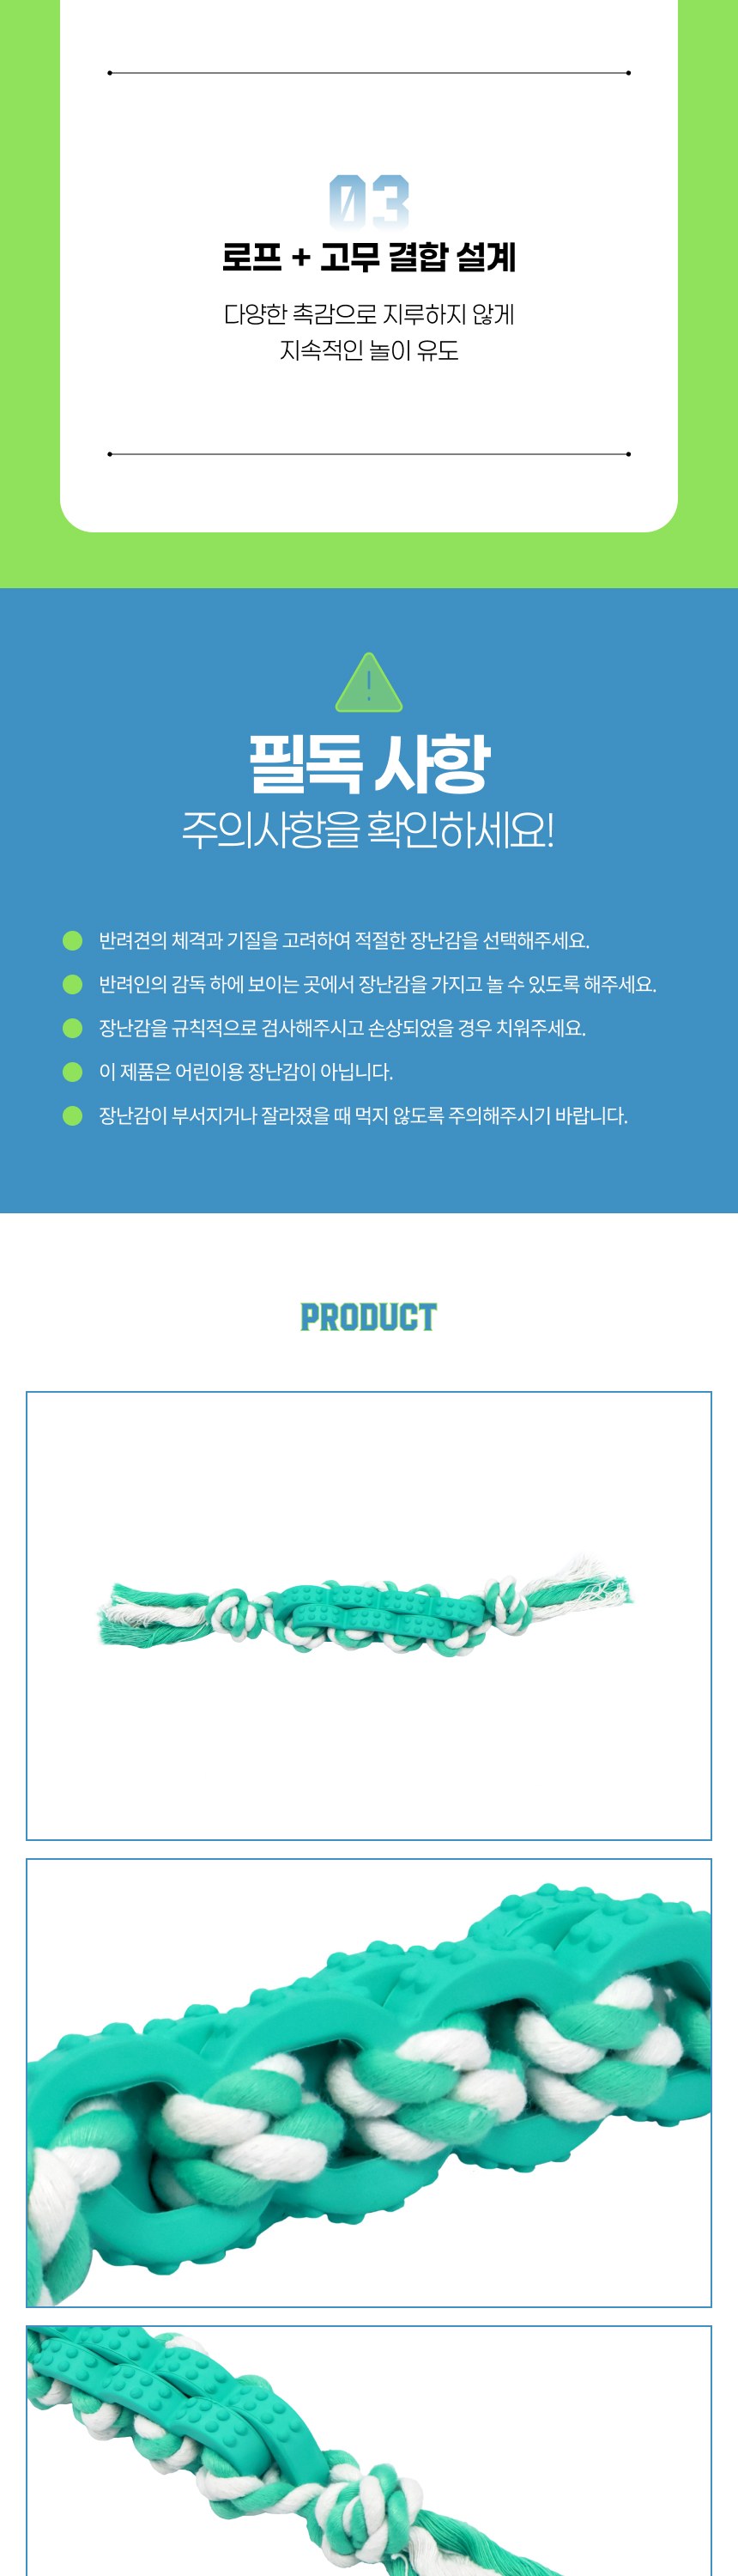 03
로프 + 고무 결합 설계
다양한 촉감으로 지루하지 않게
지속적인 놀이 유도
필독 사항
주의사항을 확인하세요!
반려견의 체격과 기질을 고려하여 적절한 장난감을 선택해주세요.
반려인의 감독 하에 보이는 곳에서 장난감을 가지고 놀 수 있도록 해주세요.
장난감을 규칙적으로 검사해주시고 손상되었을 경우 치워주세요.
이 제품은 어린이용 장난감이 아닙니다.
장난감이 부서지거나 잘라졌을 때 먹지 않도록 주의해주시기 바랍니다.
PRODUCT